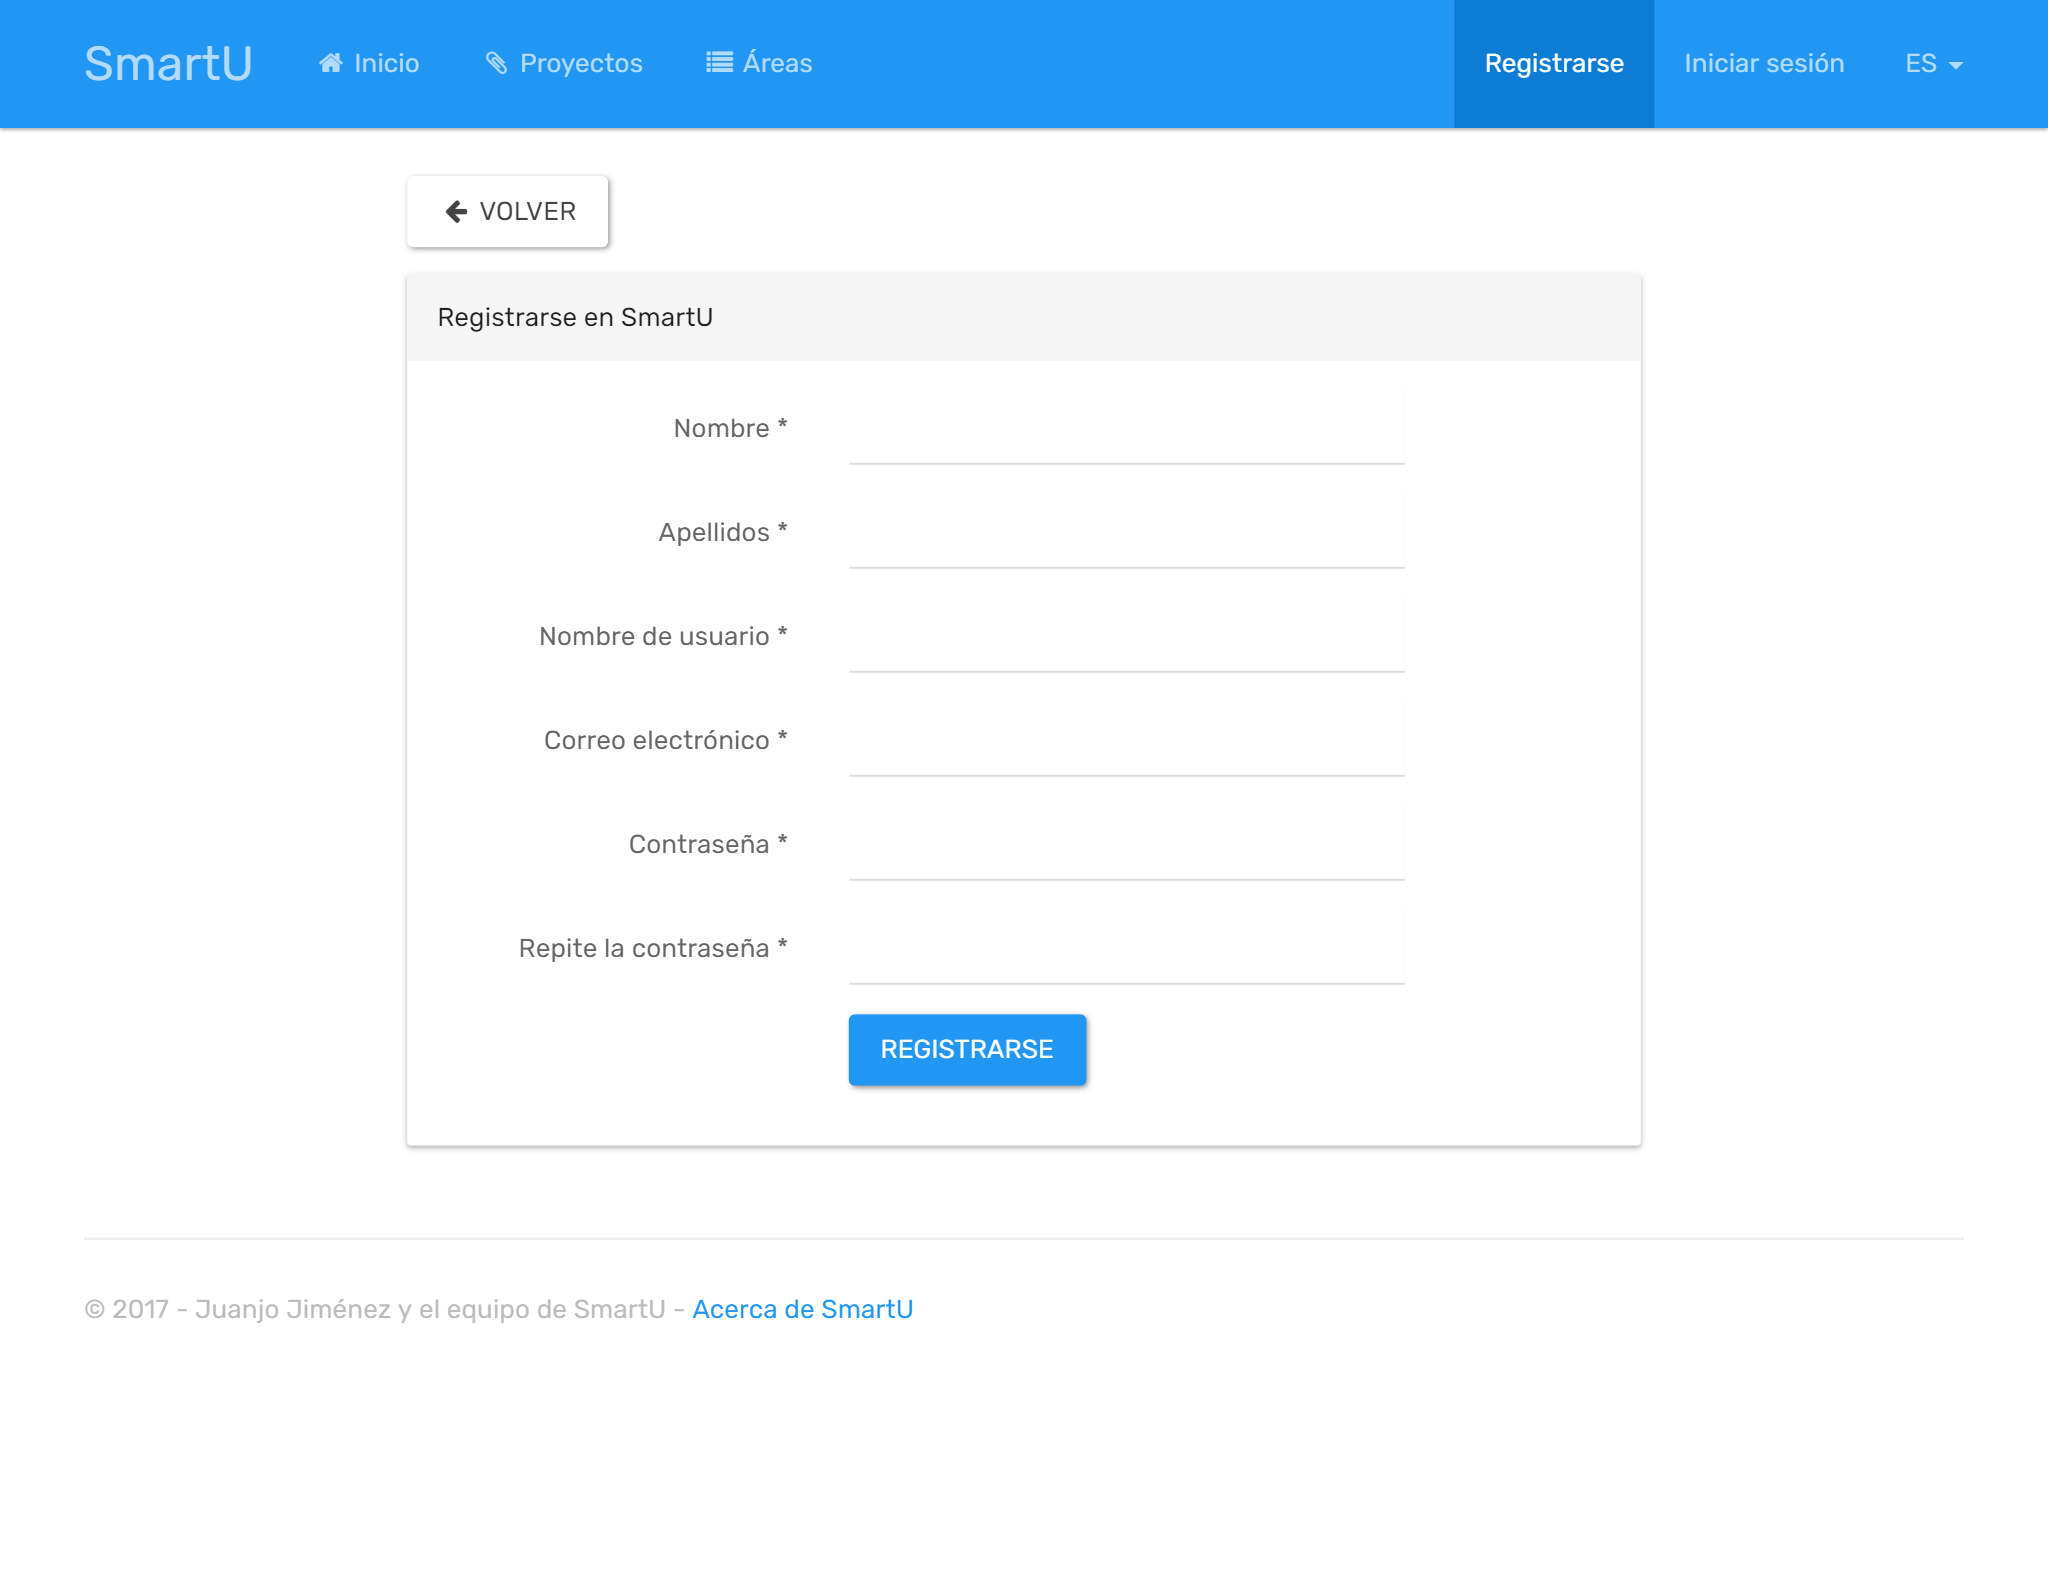 SmartU Inicio Proyectos Áreas Registrarse Iniciar sesión ES
VOLVER
Registrarse en SmartU
Nombre *
Apellidos *
Nombre de usuario *
Correo electrónico *
Contraseña *
Repite la contraseña *
REGISTRARSE
© 2017 - Juanjo Jiménez y el equipo de SmartU - Acerca de SmartU